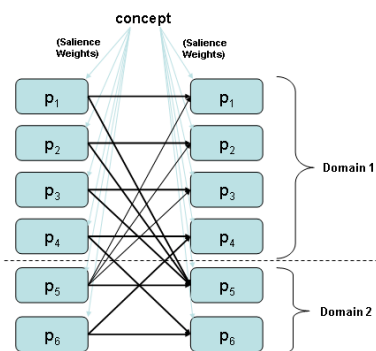 concept
(Salience
Weights)
(Salience
Weights)
p1
p1
p2
p2
p3
p3
Domain 1
p4
p4
p5
p5
Domain 2
p6
p6